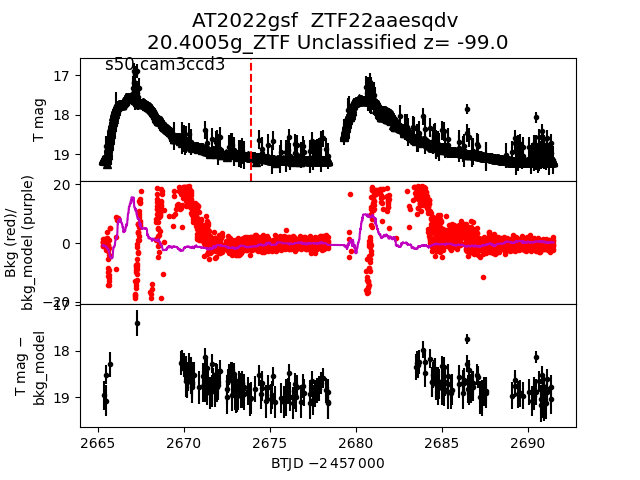 AT2022gsf ZTF22aaesqdv
20.4005g_ZTF Unclassified z= -99.0
s50 cam3ccd3
17
18
19
T mag
20
0
−20
Bkg (red)/
bkg_model (purple)
17
18
19
T mag −
bkg_model
2665 2670 2675 2680 2685 2690
BTJD −2 457 000